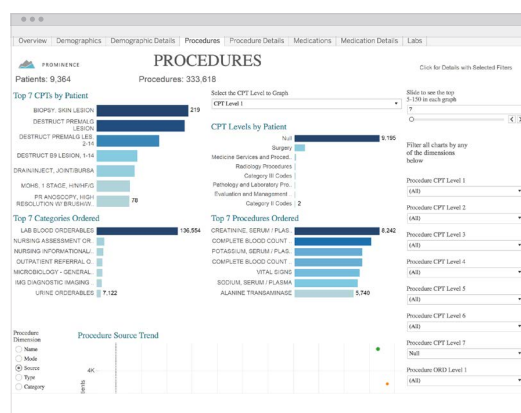 Overview Demographics Demographic Details Procedures Procedure Details Medications Medication Details Labs
PROMINENCE
PROCEDURES
Click for Details with Selected Filters
Patients: 9,364
Procedures: 333,618
Top 7 CPTs by Patient
BIOPSY, SKIN LESION 219
DESTRUCT PREMALG
LESION
DESTRUCT PREMALG LES,
2-14
DESTRUCT B9 LESION, 1-14
DRAIN/INJECT, JOINT/BURSA
MOHS, 1 STAGE, H/N/HF/G
PR ANOSCOPY, HIGH
RESOLUTION W/ BRUSH/W.. 78
Select the CPT Level to Graph
CPT Level 1
CPT Levels by Patient
Null 9,195
Surgery
Medicine Services and Proced..
Radiology Procedures
Category III Codes
Pathology and Laboratory Pro..
Evaluation and Management ..
Category II Codes 2
Slide to see the top
5-150 in each graph
7
Filter all charts by any
of the dimensions
below
Procedure CPT Level 1
(All)
Procedure CPT Level 2
(All)
Procedure CPT Level 3
(All)
Procedure CPT Level 4
(All)
Procedure CPT Level 5
(All)
Procedure CPT Level 6
(All)
Procedure CPT Level 7
Null
Procedure ORD Level 1
(All)
Top 7 Categories Ordered
LAB BLOOD ORDERABLES 136,554
NURSING ASSESSMENT OR..
NURSING INFORMATIONAL/..
OUTPATIENT REFERRAL O..
MICROBIOLOGY - GENERAL..
IMG DIAGNOSTIC IMAGING ..
URINE ORDERABLES 7,122
Top 7 Procedures Ordered
CREATININE, SERUM / PLAS.. 8,242
COMPLETE BLOOD COUNT ..
POTASSIUM, SERUM / PLAS..
COMPLETE BLOOD COUNT ..
VITAL SIGNS
SODIUM, SERUM / PLASMA
ALANINE TRANSAMINASE 5,740
Procedure
Dimension
Name
Mode
Source
Type
Category
Procedure Source Trend
4K